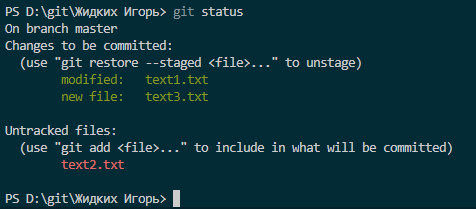 PS D:\git\Жидких Игорь> git status
On branch master
Changes to be committed:
  (use "git restore --staged <file>..." to unstage)
        modified:   text1.txt
        new file:   text3.txt

Untracked files:
  (use "git add <file>..." to include in what will be committed)
        text2.txt

PS D:\git\Жидких Игорь>